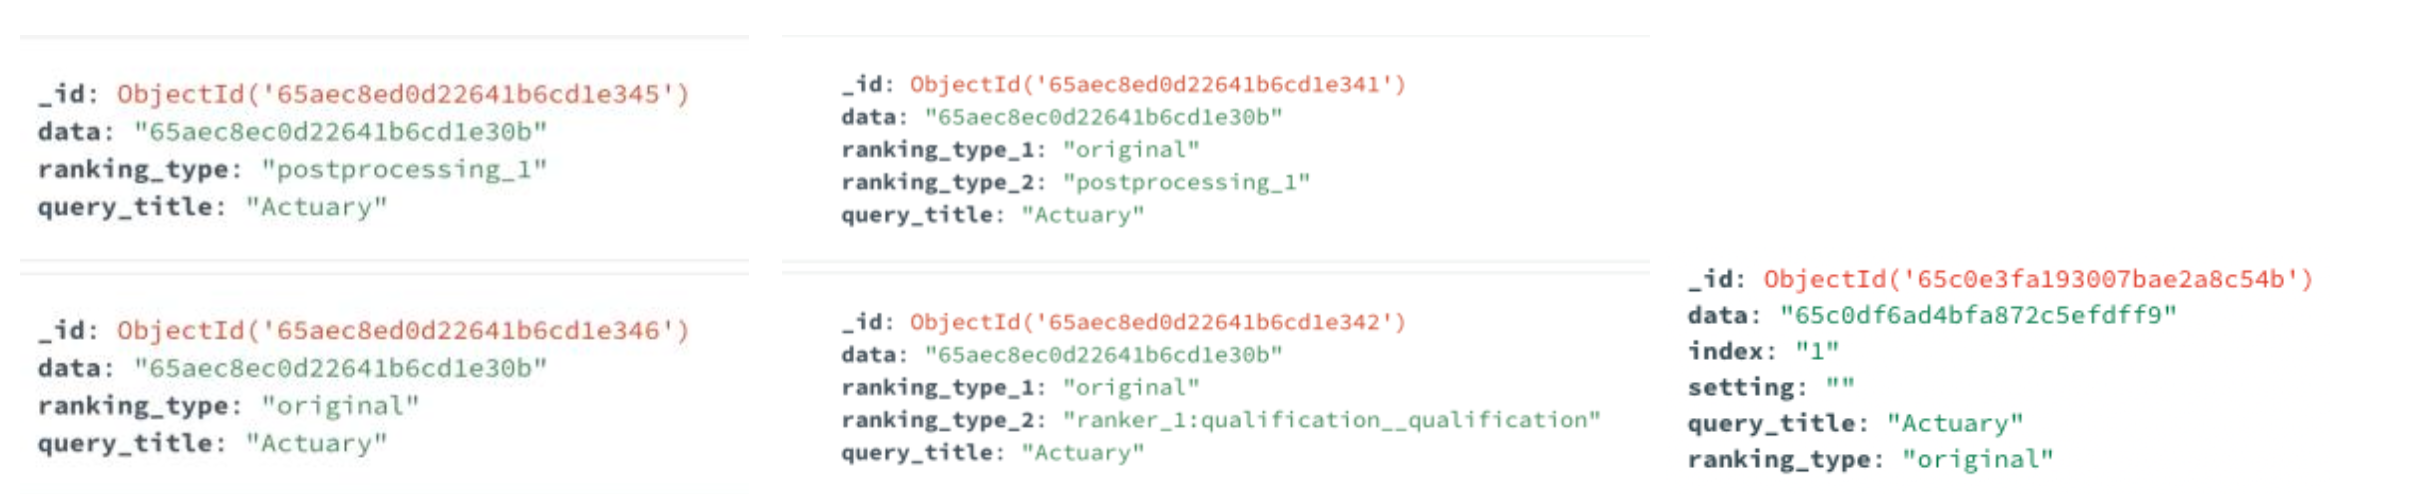 _id: ObjectId('65aec8ed0d22641b6cd1e345')
data: "65aec8ec0d22641b6cd1e30b"
ranking_type: "postprocessing_1"
query_title: "Actuary"
_id: ObjectId('65aec8ed0d22641b6cd1e346')
data: "65aec8ec0d22641b6cd1e30b"
ranking_type: "original"
query_title: "Actuary"
_id: ObjectId('65aec8ed0d22641b6cd1e341')
data: "65aec8ec0d22641b6cd1e30b"
ranking_type_1: "original"
ranking_type_2: "postprocessing_1"
query_title: "Actuary"
_id: ObjectId('65aec8ed0d22641b6cd1e342')
data: "65aec8ec0d22641b6cd1e30b"
ranking_type_1: "original"
ranking_type_2: "ranker_1:qualification__qualification"
query_title: "Actuary"
_id: ObjectId('65c0e3fa193007bae2a8c54b')
data: "65c0df6ad4bfa872c5efdff9"
index: "1"
setting: ""
query_title: "Actuary"
ranking_type: "original"